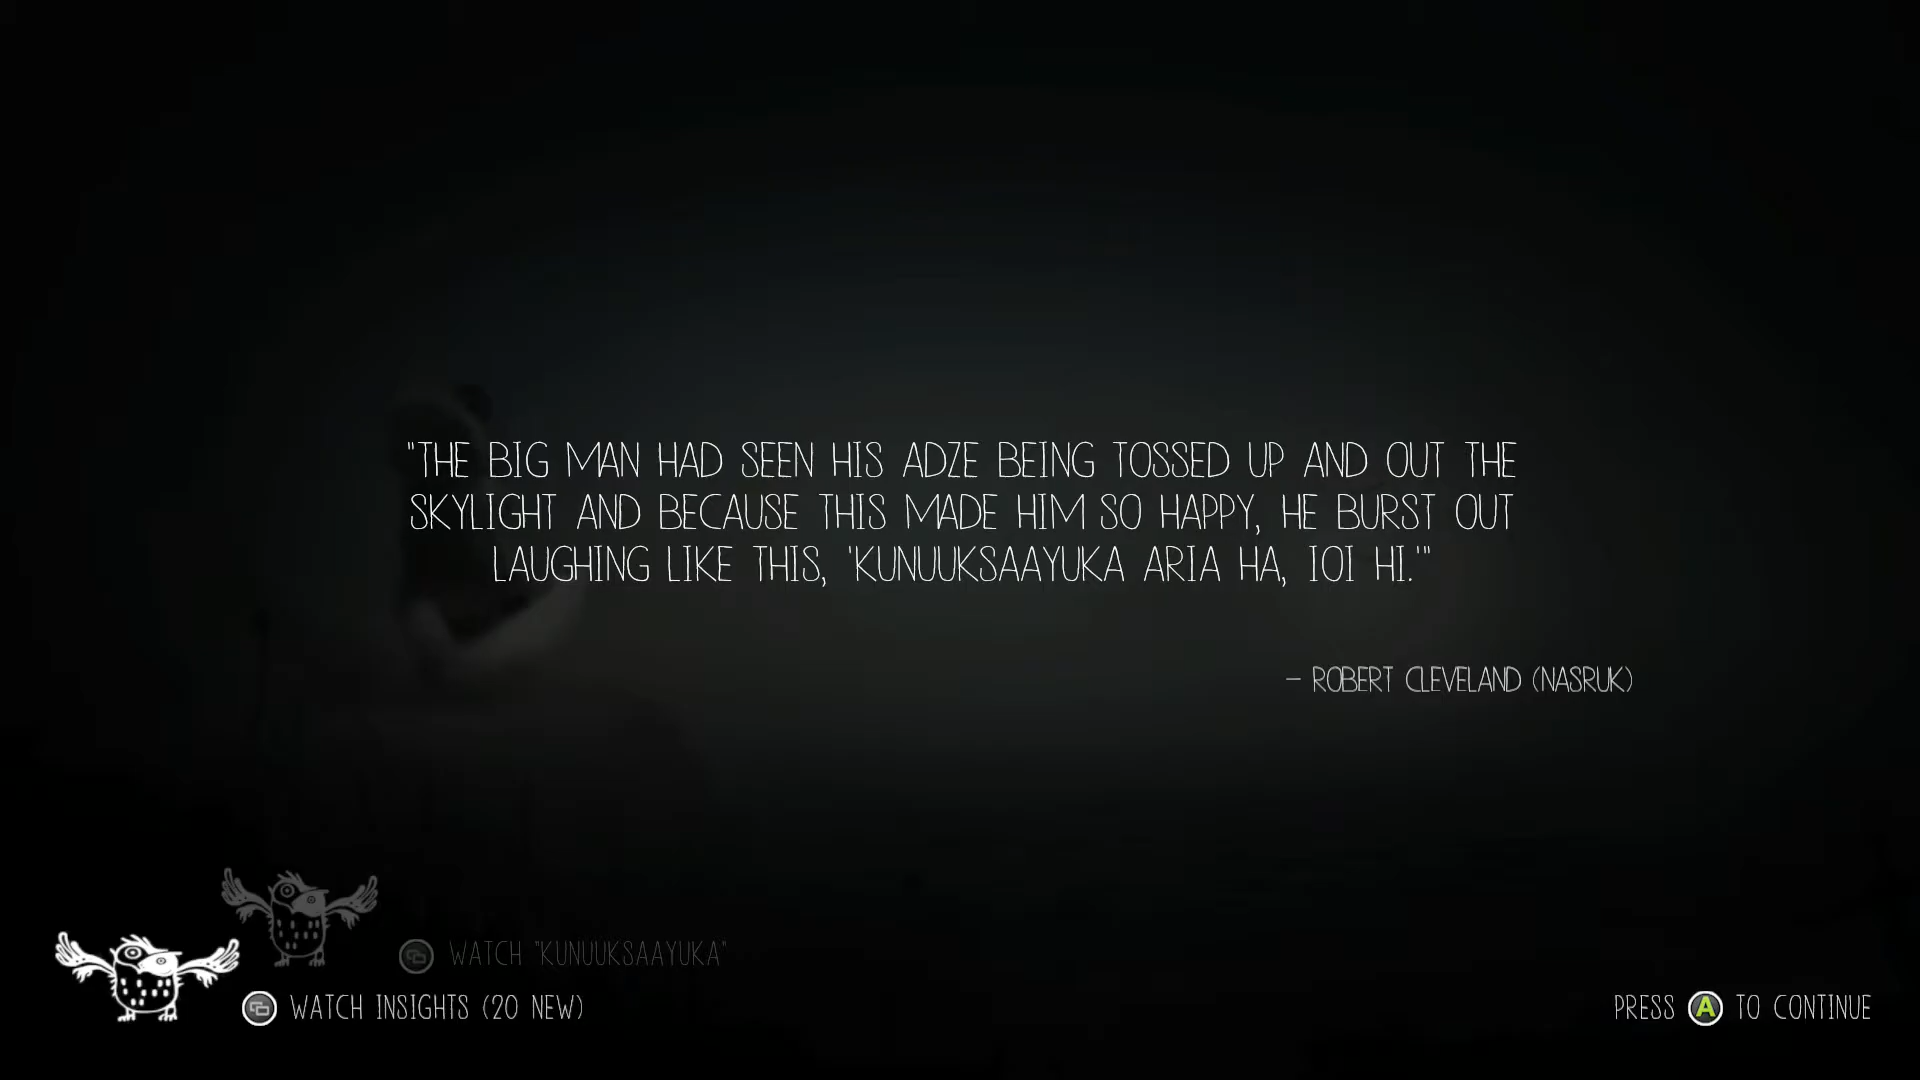 "THE BIG MAN HAD SEEN HIS ADZE BEING TOSSED UP AND OUT THE
SKYLIGHT AND BECAUSE THIS MADE HIM SO HAPPY, HE BURST OUT
LAUGHING LIKE THIS, 'KUNUUKSAAYUKA ARIA HA, IOI HI.'"
– ROBERT CLEVELAND (NASRUK)
WATCH "KUNUUKSAAYUKA"
WATCH INSIGHTS (20 NEW)
PRESS A TO CONTINUE